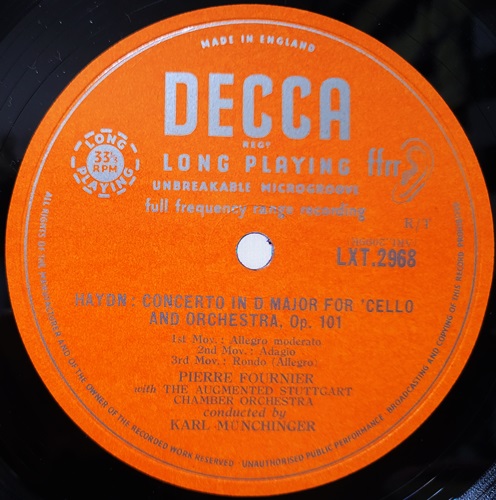 MADE IN ENGLAND
DECCA
REGD
LONG PLAYING ffrr
UNBREAKABLE MICROGROOVE
full frequency range recording
LONG
33⅓
RPM
PLAYING
R/T
LXT.2968
HAYDN: CONCERTO IN D MAJOR FOR 'CELLO
AND ORCHESTRA, Op. 101
1st Mov.: Allegro moderato
2nd Mov.: Adagio
3rd Mov.: Rondo (Allegro)
PIERRE FOURNIER
with THE AUGMENTED STUTTGART
CHAMBER ORCHESTRA
conducted by
KARL MUNCHINGER
ALL RIGHTS OF THE MANUFACTURER AND OF THE OWNERS OF THE RECORDED WORK RESERVED · UNAUTHORISED PUBLIC PERFORMANCE, BROADCASTING AND COPYING OF THIS RECORD PROHIBITED